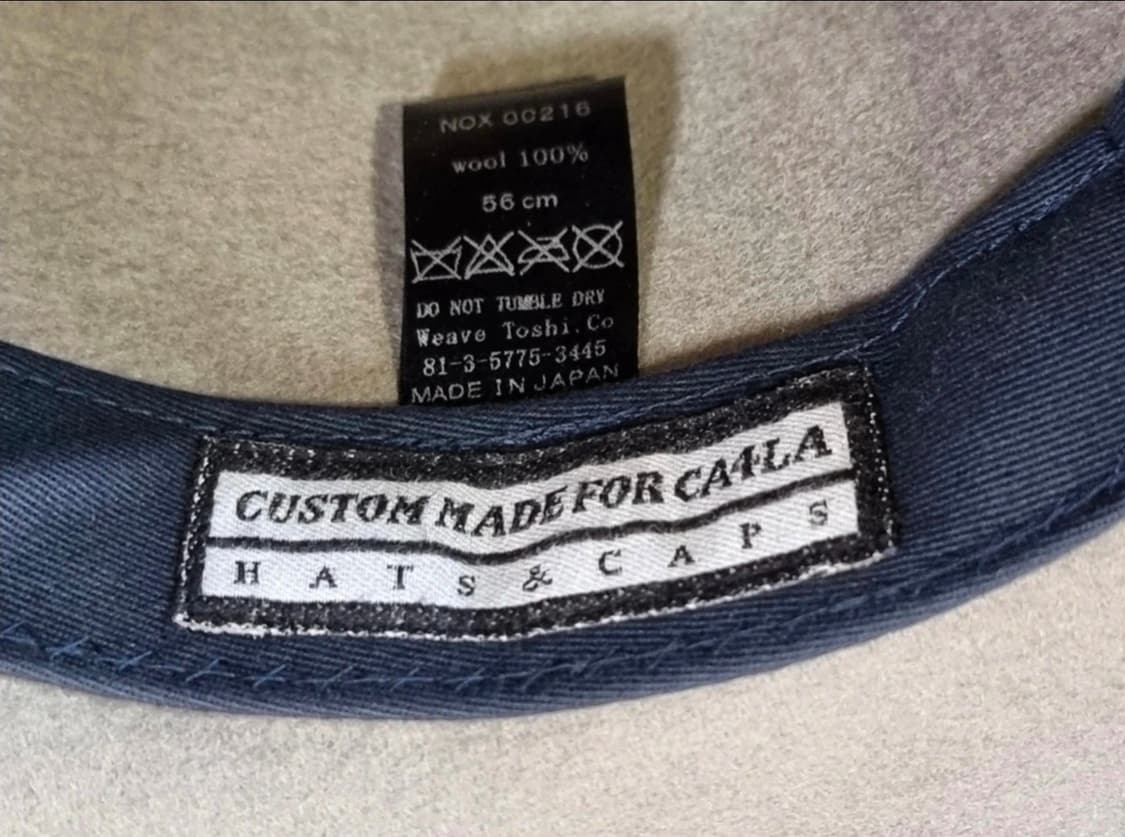 NOX 00216
wool 100%
56 cm
DO NOT TUMBLE DRY
Weave Toshi.Co
81-3-5775-3445
MADE IN JAPAN
CUSTOM MADE FOR CA4LA
HATS & CAPS